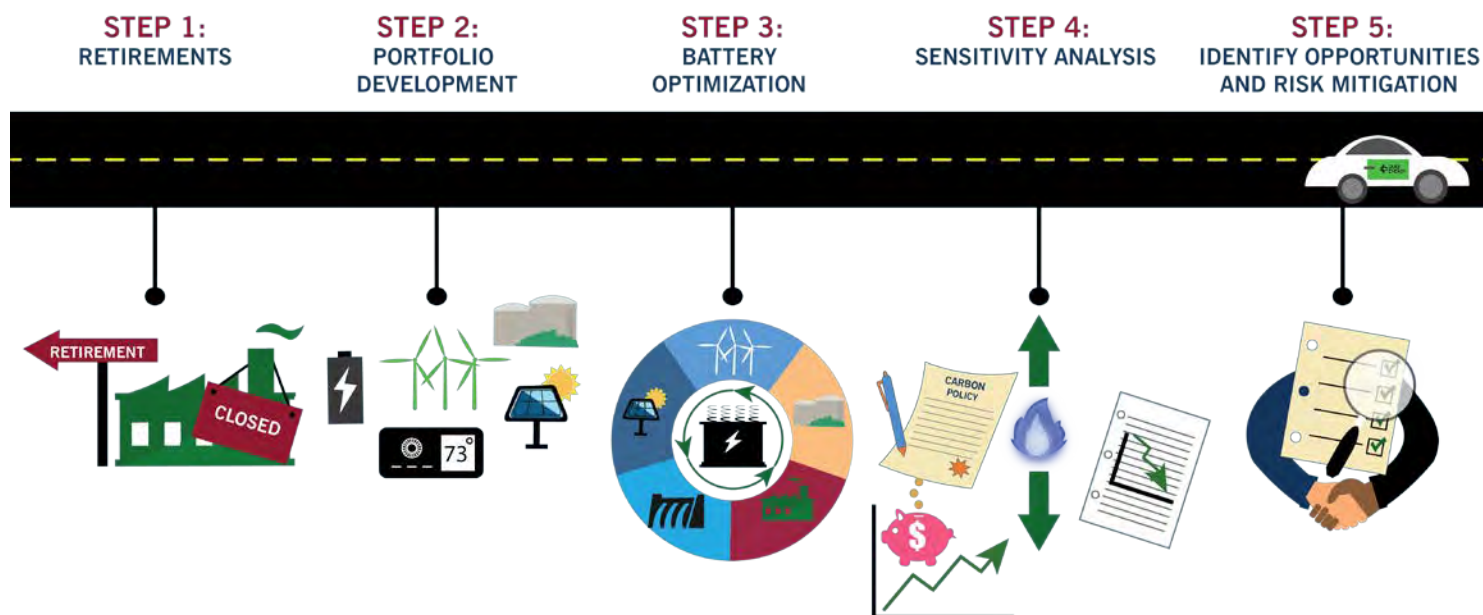 STEP 1:
RETIREMENTS
STEP 2:
PORTFOLIO
DEVELOPMENT
STEP 3:
BATTERY
OPTIMIZATION
STEP 4:
SENSITIVITY ANALYSIS
STEP 5:
IDENTIFY OPPORTUNITIES
AND RISK MITIGATION
RETIREMENT
CLOSED
73°
CARBON
POLICY
$